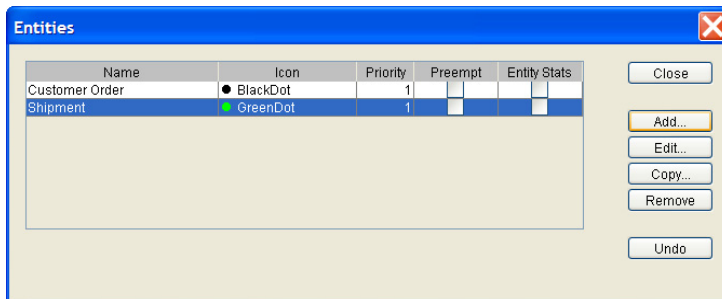 Entities
Name Icon Priority Preempt Entity Stats
Customer Order BlackDot 1
Shipment GreenDot 1
Close
Add...
Edit...
Copy...
Remove
Undo